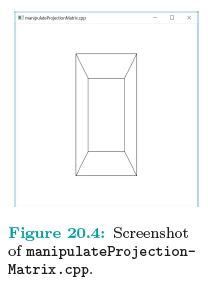 manipulateProjectionMatrix.cpp
Figure 20.4: Screenshot
of manipulateProjection-
Matrix.cpp.